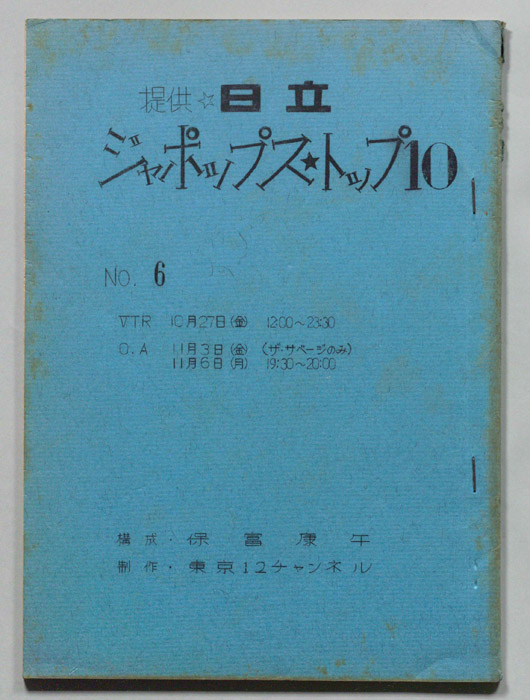 提供☆日立
ジャポップス★トップ10
NO. 6
VTR 10月27日(金) 12:00~23:30
O.A 11月3日(金) (ザ・サベージのみ)
11月6日(月) 19:30~20:00
構成・保富康午
制作・東京12チャンネル